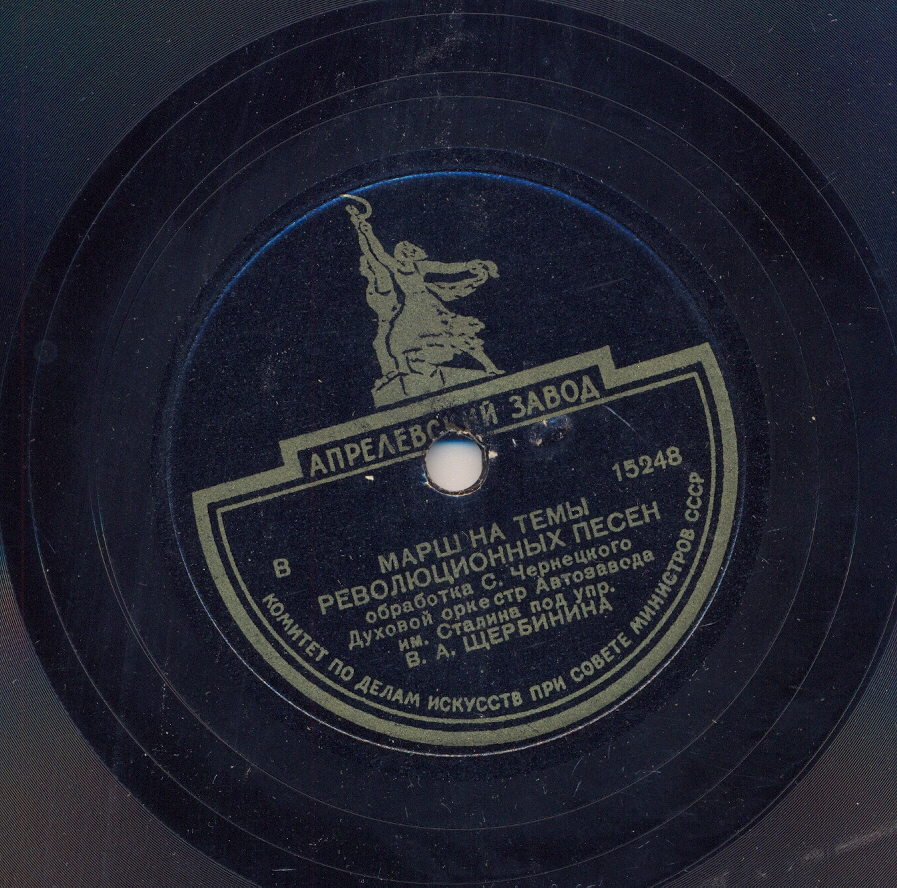 АПРЕЛЕВСКИЙ ЗАВОД
15248
В
МАРШ НА ТЕМЫ
РЕВОЛЮЦИОННЫХ ПЕСЕН
обработка С. Чернецкого
Духовой оркестр Автозавода
им. Сталина под упр.
В. А. ЩЕРБИНИНА
КОМИТЕТ ПО ДЕЛАМ ИСКУССТВ ПРИ СОВЕТЕ МИНИСТРОВ СССР